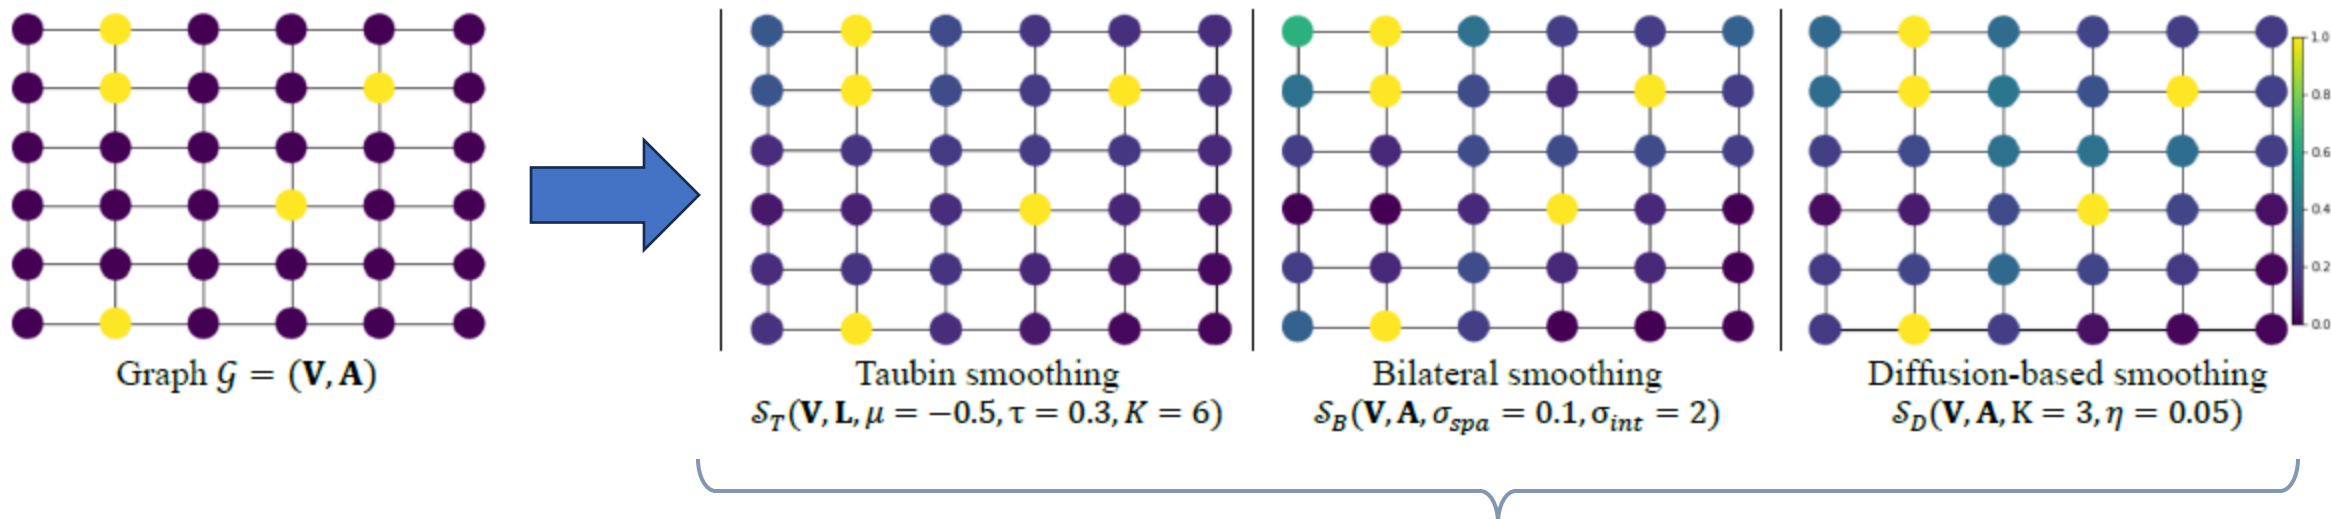 Graph 𝒢 = (V, A)
Taubin smoothing
𝒮_T(V, L, μ = −0.5, τ = 0.3, K = 6)
Bilateral smoothing
𝒮_B(V, A, σ_spa = 0.1, σ_int = 2)
Diffusion-based smoothing
𝒮_D(V, A, K = 3, η = 0.05)
1.0
0.8
0.6
0.4
0.2
0.0